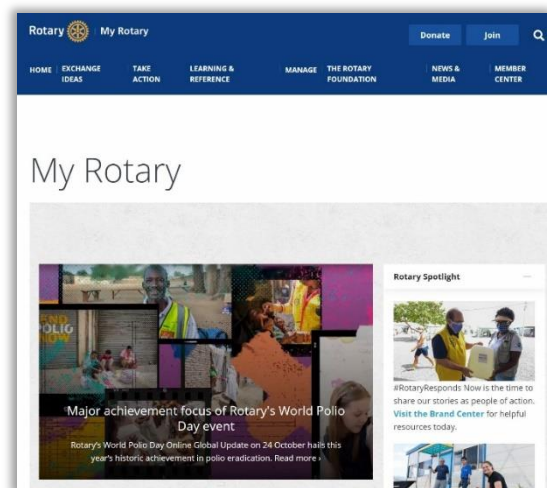 Rotary | My Rotary
Donate
Join
HOME
EXCHANGE
IDEAS
TAKE
ACTION
LEARNING &
REFERENCE
MANAGE
THE ROTARY
FOUNDATION
NEWS &
MEDIA
MEMBER
CENTER
My Rotary
END
POLIO
NOW
Major achievement focus of Rotary's World Polio
Day event
Rotary's World Polio Day Online Global Update on 24 October hails this
year's historic achievement in polio eradication. Read more ›
Rotary Spotlight
#RotaryResponds Now is the time to
share our stories as people of action.
Visit the Brand Center for helpful
resources today.